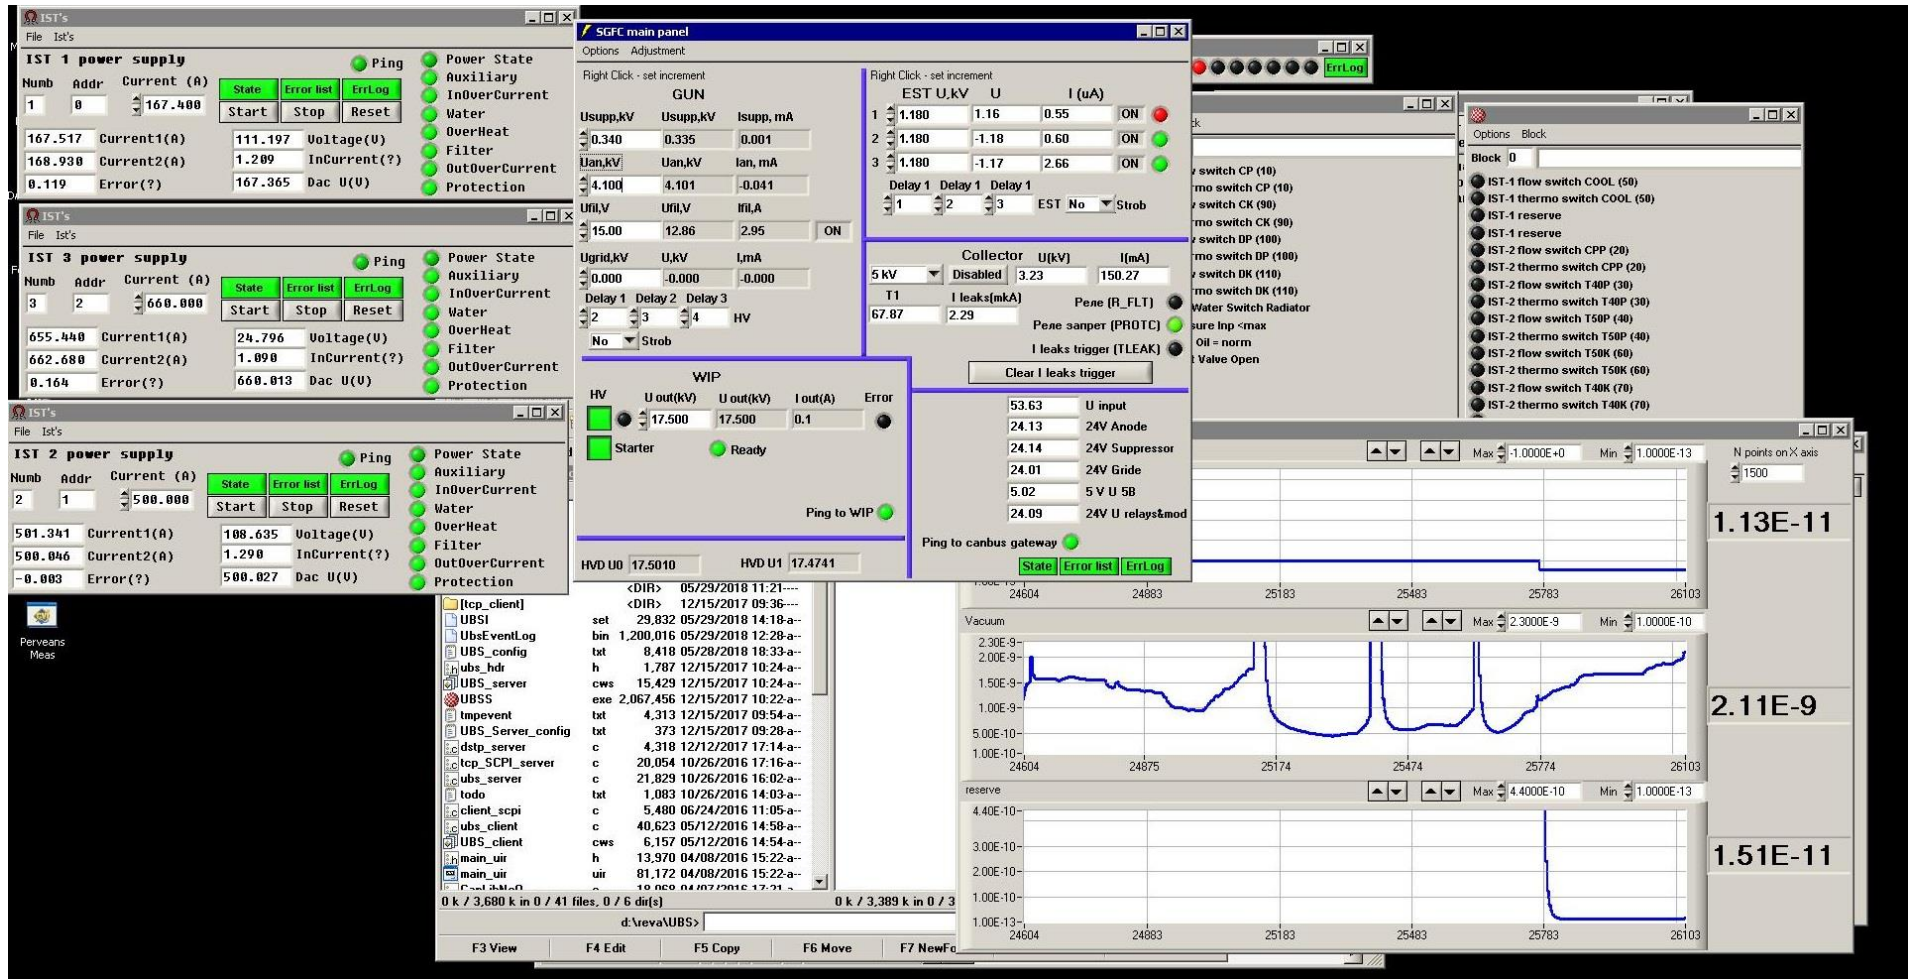 IST's
File Ist's
IST 1 power supply
Ping
Numb Addr Current (A)
1 0 167.400
State Error list ErrLog
Start Stop Reset
167.517 Current1(A) 111.197 Voltage(V)
168.930 Current2(A) 1.209 InCurrent(?)
0.119 Error(?) 167.365 Dac U(V)
Power State
Auxiliary
InOverCurrent
Water
OverHeat
Filter
OutOverCurrent
Protection
IST's
File Ist's
IST 3 power supply
Ping
Numb Addr Current (A)
3 2 660.000
State Error list ErrLog
Start Stop Reset
655.440 Current1(A) 24.796 Voltage(V)
662.680 Current2(A) 1.090 InCurrent(?)
0.164 Error(?) 660.013 Dac U(V)
Power State
Auxiliary
InOverCurrent
Water
OverHeat
Filter
OutOverCurrent
Protection
IST's
File Ist's
IST 2 power supply
Ping
Numb Addr Current (A)
2 1 500.000
State Error list ErrLog
Start Stop Reset
501.341 Current1(A) 108.635 Voltage(V)
500.046 Current2(A) 1.290 InCurrent(?)
-0.003 Error(?) 500.027 Dac U(V)
Power State
Auxiliary
InOverCurrent
Water
OverHeat
Filter
OutOverCurrent
Protection
Perveans
Meas
SGFC main panel
Options Adjustment
Right Click - set increment
GUN
Usupp,kV Usupp,kV Isupp, mA
0.340 0.335 0.001
Uan,kV Uan,kV Ian, mA
4.100 4.101 -0.041
Ufil,V Ufil,V Ifil,A
15.00 12.86 2.95 ON
Ugrid,kV U,kV I,mA
0.000 -0.000 -0.000
Delay 1 Delay 2 Delay 3
2 3 4 HV
No Strob
Right Click - set increment
EST U,kV U I (uA)
1 1.180 1.16 0.55 ON
2 1.180 -1.18 0.60 ON
3 1.180 -1.17 2.66 ON
Delay 1 Delay 1 Delay 1
1 2 3 EST No Strob
Collector U(kV) I(mA)
5 kV Disabled 3.23 150.27
T1 I leaks(mkA)
67.87 2.29
Реле (R_FLT)
Реле запрет (PROTC)
I leaks trigger (TLEAK)
Clear I leaks trigger
WIP
HV U out(kV) U out(kV) I out(A) Error
17.500 17.500 0.1
Starter Ready
Ping to WIP
HVD U0 17.5010 HVD U1 17.4741
53.63 U input
24.13 24V Anode
24.14 24V Suppressor
24.01 24V Gride
5.02 5 V U 5B
24.09 24V U relays&mod
Ping to canbus gateway
State Error list ErrLog
ErrLog
switch CP (10)
rmo switch CP (10)
switch CK (90)
rmo switch CK (90)
switch DP (100)
rmo switch DP (100)
switch DK (110)
rmo switch DK (110)
Water Switch Radiator
sure Inp <max
Oil = norm
t Valve Open
Options Block
Block 0
IST-1 flow switch COOL (50)
IST-1 thermo switch COOL (50)
IST-1 reserve
IST-1 reserve
IST-2 flow switch CPP (20)
IST-2 thermo switch CPP (20)
IST-2 flow switch T40P (30)
IST-2 thermo switch T40P (30)
IST-2 flow switch T50P (40)
IST-2 thermo switch T50P (40)
IST-2 flow switch T50K (60)
IST-2 thermo switch T50K (60)
IST-2 flow switch T40K (70)
IST-2 thermo switch T40K (70)
<DIR> 05/29/2018 11:21----
[tcp_client] <DIR> 12/15/2017 09:36----
UBSI set 29,832 05/29/2018 14:18-a--
UbsEventLog bin 1,200,016 05/29/2018 12:28-a--
UBS_config txt 8,418 05/28/2018 18:33-a--
ubs_hdr h 1,787 12/15/2017 10:24-a--
UBS_server cws 15,429 12/15/2017 10:24-a--
UBSS exe 2,067,456 12/15/2017 10:22-a--
tmpevent txt 4,313 12/15/2017 09:54-a--
UBS_Server_config txt 373 12/15/2017 09:28-a--
dstp_server c 4,318 12/12/2017 17:14-a--
tcp_SCPI_server c 20,054 10/26/2016 17:16-a--
ubs_server c 21,829 10/26/2016 16:02-a--
todo txt 1,083 10/26/2016 14:03-a--
client_scpi c 5,480 06/24/2016 11:05-a--
ubs_client c 40,623 05/12/2016 14:58-a--
UBS_client cws 6,157 05/12/2016 14:54-a--
main_uir h 13,970 04/08/2016 15:22-a--
main_uir uir 81,172 04/08/2016 15:22-a--
0 k / 3,680 k in 0 / 41 files, 0 / 6 dir(s) 0 k / 3,389 k in 0 / 3
d:\reva\UBS>
F3 View F4 Edit F5 Copy F6 Move F7 NewFo
Max -1.0000E+0 Min 1.0000E-13
N points on X axis
1500
1.13E-11
24604 24883 25183 25483 25783 26103
Vacuum Max 2.3000E-9 Min 1.0000E-10
2.30E-9
2.00E-9
1.50E-9
1.00E-9
5.00E-10
1.00E-10
24604 24875 25174 25474 25774 26103
2.11E-9
reserve Max 4.4000E-10 Min 1.0000E-13
4.40E-10
3.00E-10
2.00E-10
1.00E-10
1.00E-13
24604 24883 25183 25483 25783 26103
1.51E-11